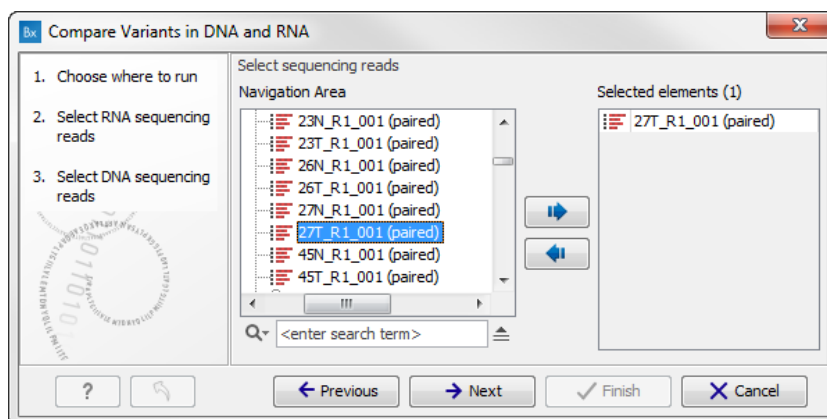 Bx Compare Variants in DNA and RNA
1. Choose where to run
2. Select RNA sequencing
reads
3. Select DNA sequencing
reads
Select sequencing reads
Navigation Area
23N_R1_001 (paired)
23T_R1_001 (paired)
26N_R1_001 (paired)
26T_R1_001 (paired)
27N_R1_001 (paired)
27T_R1_001 (paired)
45N_R1_001 (paired)
45T_R1_001 (paired)
<enter search term>
Selected elements (1)
27T_R1_001 (paired)
?
Previous
Next
Finish
Cancel